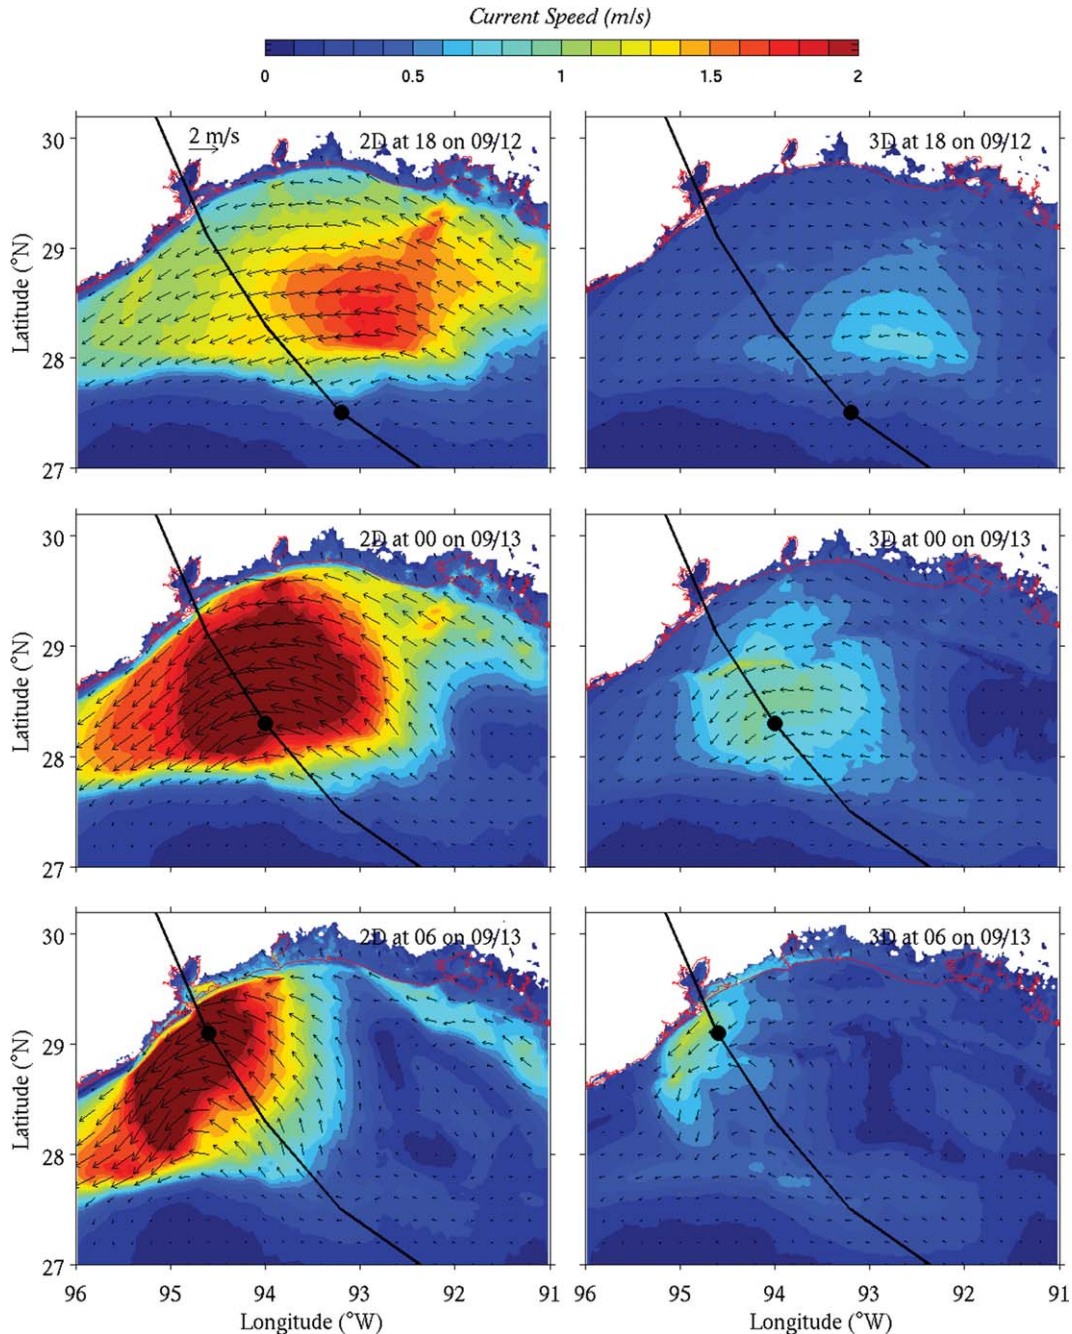 Current Speed (m/s)
0 0.5 1 1.5 2
2 m/s
2D at 18 on 09/12
3D at 18 on 09/12
30
29
28
27
Latitude (°N)
2D at 00 on 09/13
3D at 00 on 09/13
30
29
28
27
Latitude (°N)
2D at 06 on 09/13
3D at 06 on 09/13
30
29
28
27
Latitude (°N)
96 95 94 93 92 91
96 95 94 93 92 91
Longitude (°W)
Longitude (°W)